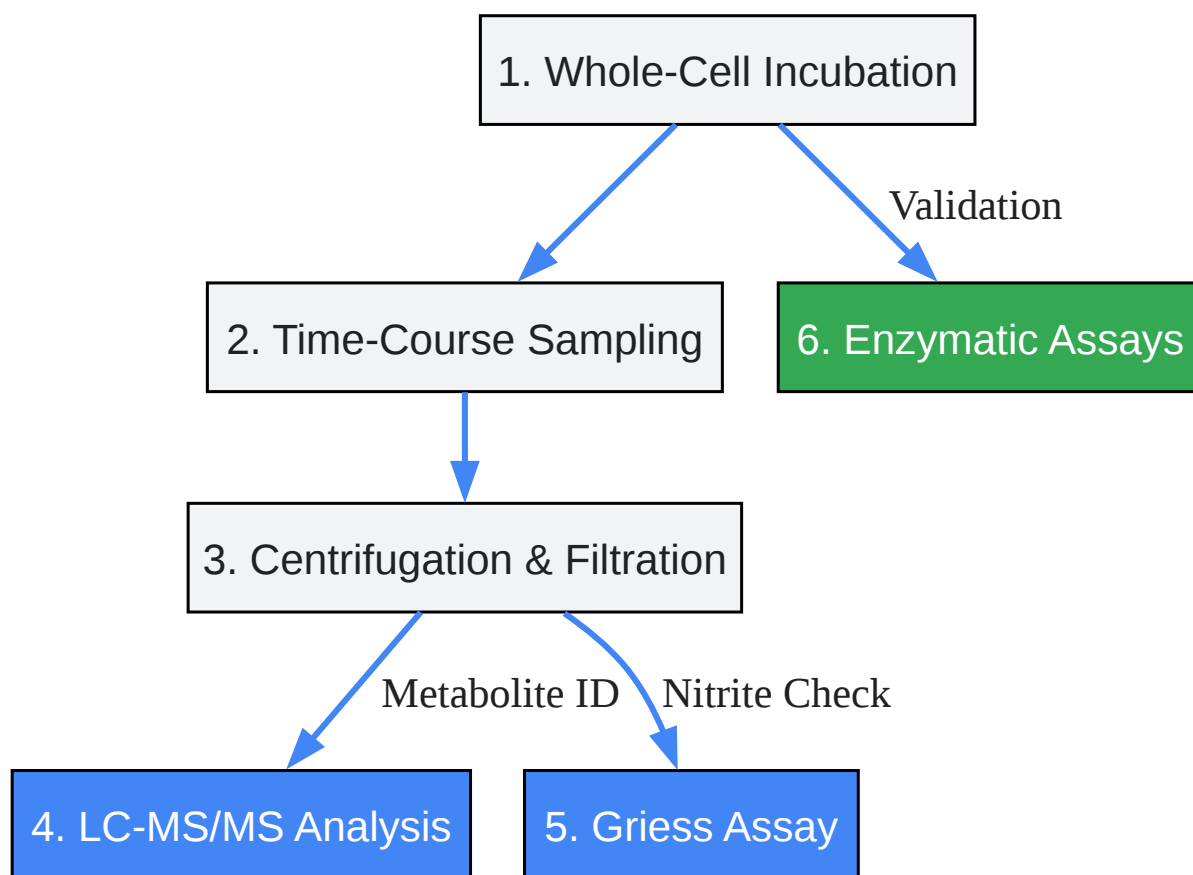 1. Whole-Cell Incubation
Validation
2. Time-Course Sampling
6. Enzymatic Assays
3. Centrifugation & Filtration
Metabolite ID
Nitrite Check
4. LC-MS/MS Analysis
5. Griess Assay